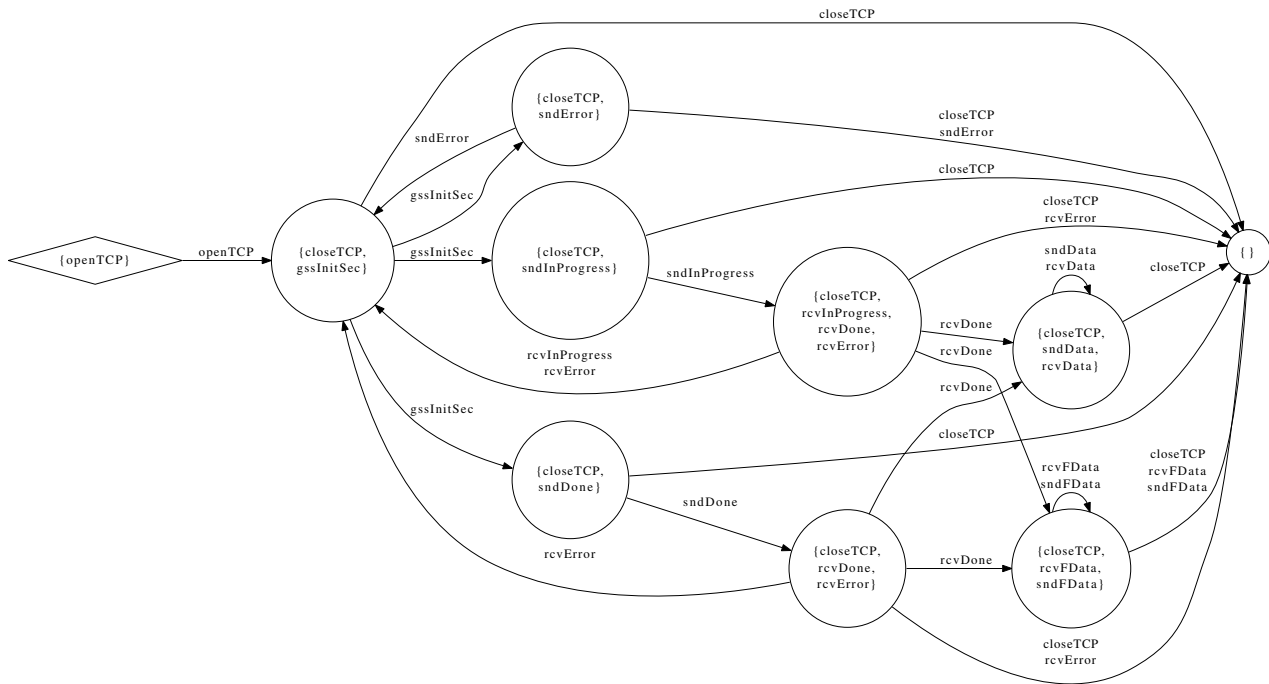 closeTCP
{closeTCP,
sndError}
closeTCP
sndError
sndError
closeTCP
gssInitSec
closeTCP
rcvError
{openTCP}
openTCP
{closeTCP,
gssInitSec}
gssInitSec
{closeTCP,
sndInProgress}
sndInProgress
sndData
rcvData
closeTCP
{}
{closeTCP,
rcvInProgress,
rcvDone,
rcvError}
rcvDone
rcvDone
{closeTCP,
sndData,
rcvData}
rcvInProgress
rcvError
rcvDone
gssInitSec
closeTCP
{closeTCP,
sndDone}
sndDone
rcvFData
sndFData
closeTCP
rcvFData
sndFData
rcvError
{closeTCP,
rcvDone,
rcvError}
rcvDone
{closeTCP,
rcvFData,
sndFData}
closeTCP
rcvError